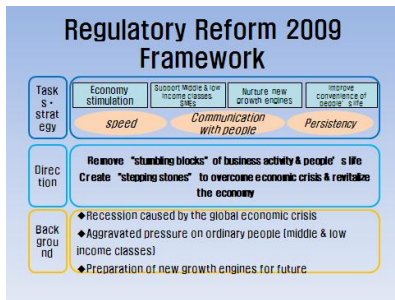 Regulatory Reform 2009
Framework
Task
s·
strat
egy
Economy
stimulation
Support Middle & low
Income classes,
SMEs
Nurture new
growth engines
Improve
convenience of
people's life
speed
Communication
with people
Persistency
Direc
tion
Remove “stumbling blocks” of business activity & people's life
Create “stepping stones” to overcome economic crisis & revitalize
the economy
Back
grou
nd
◆Recession caused by the global economic crisis
◆Aggravated pressure on ordinary people (middle & low
income classes)
◆Preparation of new growth engines for future